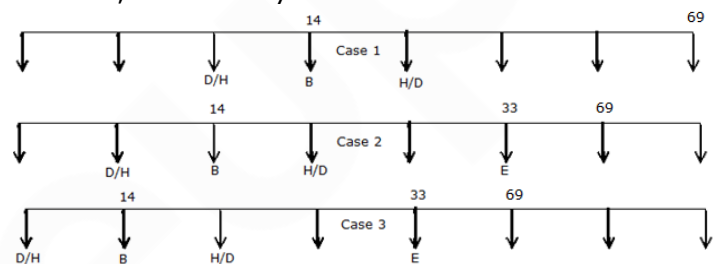 14 69
Case 1
D/H B H/D
14 33 69
Case 2
D/H B H/D E
14 33 69
Case 3
D/H B H/D E